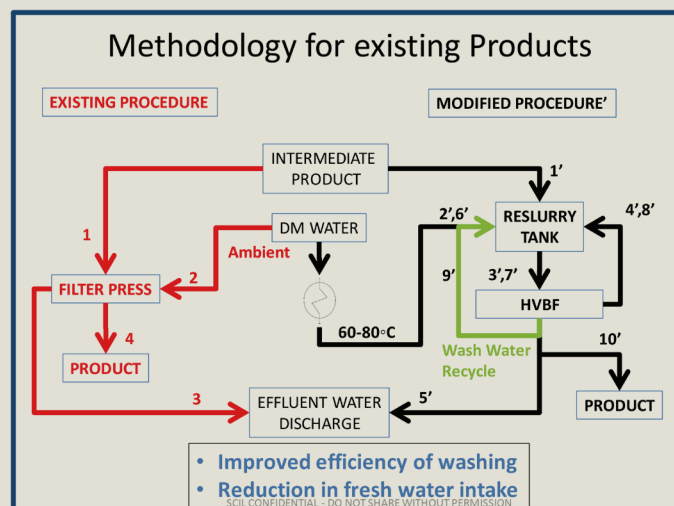 Methodology for existing Products
EXISTING PROCEDURE
MODIFIED PROCEDURE’
INTERMEDIATE
PRODUCT
1’
1
DM WATER
2’,6’
RESLURRY
TANK
4’,8’
Ambient
2
FILTER PRESS
9’
3’,7’
HVBF
4
60-80◦C
Wash Water
Recycle
10’
PRODUCT
3
EFFLUENT WATER
DISCHARGE
5’
PRODUCT
• Improved efficiency of washing
• Reduction in fresh water intake
SCIL CONFIDENTIAL - DO NOT SHARE WITHOUT PERMISSION